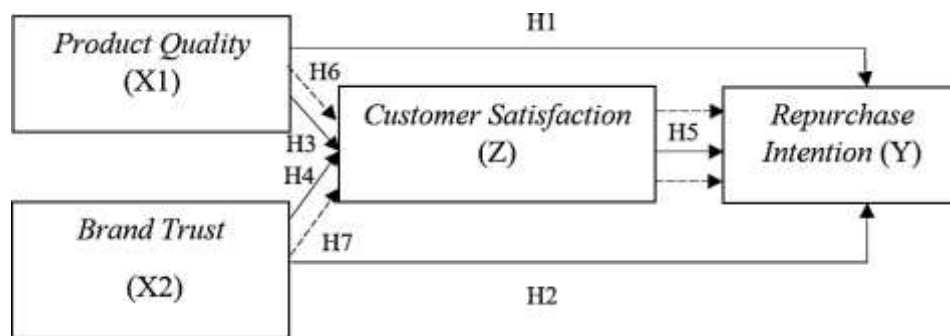 H1
Product Quality
(X1)
H6
Customer Satisfaction
(Z)
Repurchase
Intention (Y)
H3
H5
H4
Brand Trust
(X2)
H7
H2